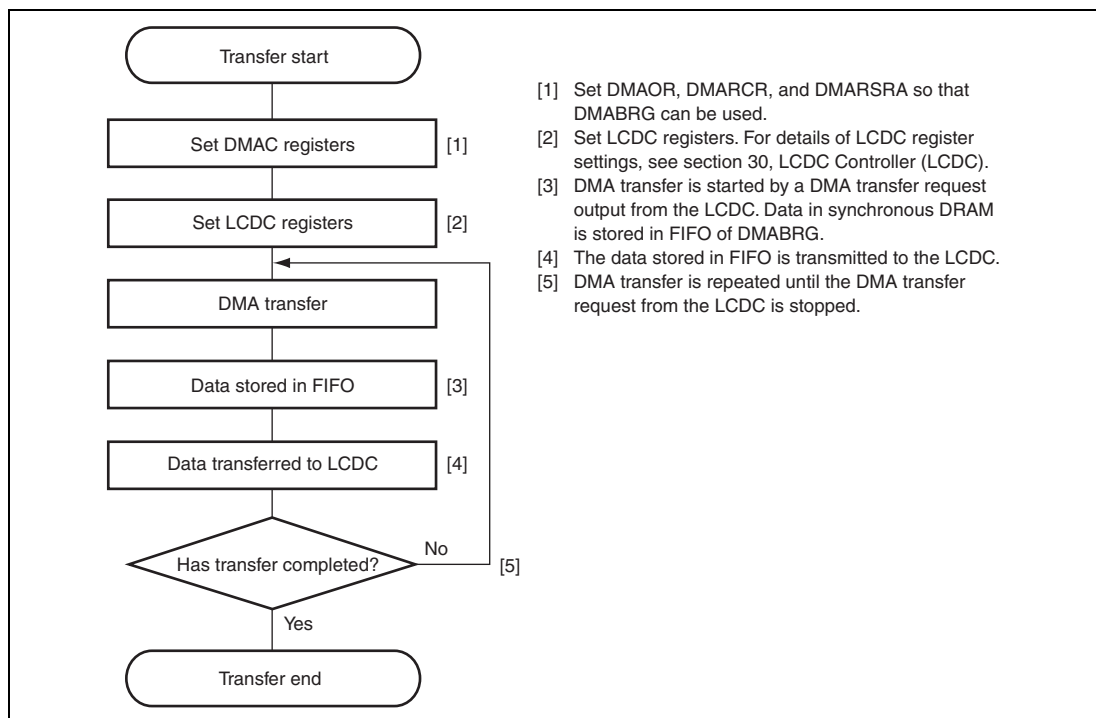 Transfer start
Set DMAC registers [1]
Set LCDC registers [2]
DMA transfer
Data stored in FIFO [3]
Data transferred to LCDC [4]
Has transfer completed? No [5]
Yes
Transfer end
[1] Set DMAOR, DMARCR, and DMARSRA so that
DMABRG can be used.
[2] Set LCDC registers. For details of LCDC register
settings, see section 30, LCDC Controller (LCDC).
[3] DMA transfer is started by a DMA transfer request
output from the LCDC. Data in synchronous DRAM
is stored in FIFO of DMABRG.
[4] The data stored in FIFO is transmitted to the LCDC.
[5] DMA transfer is repeated until the DMA transfer
request from the LCDC is stopped.